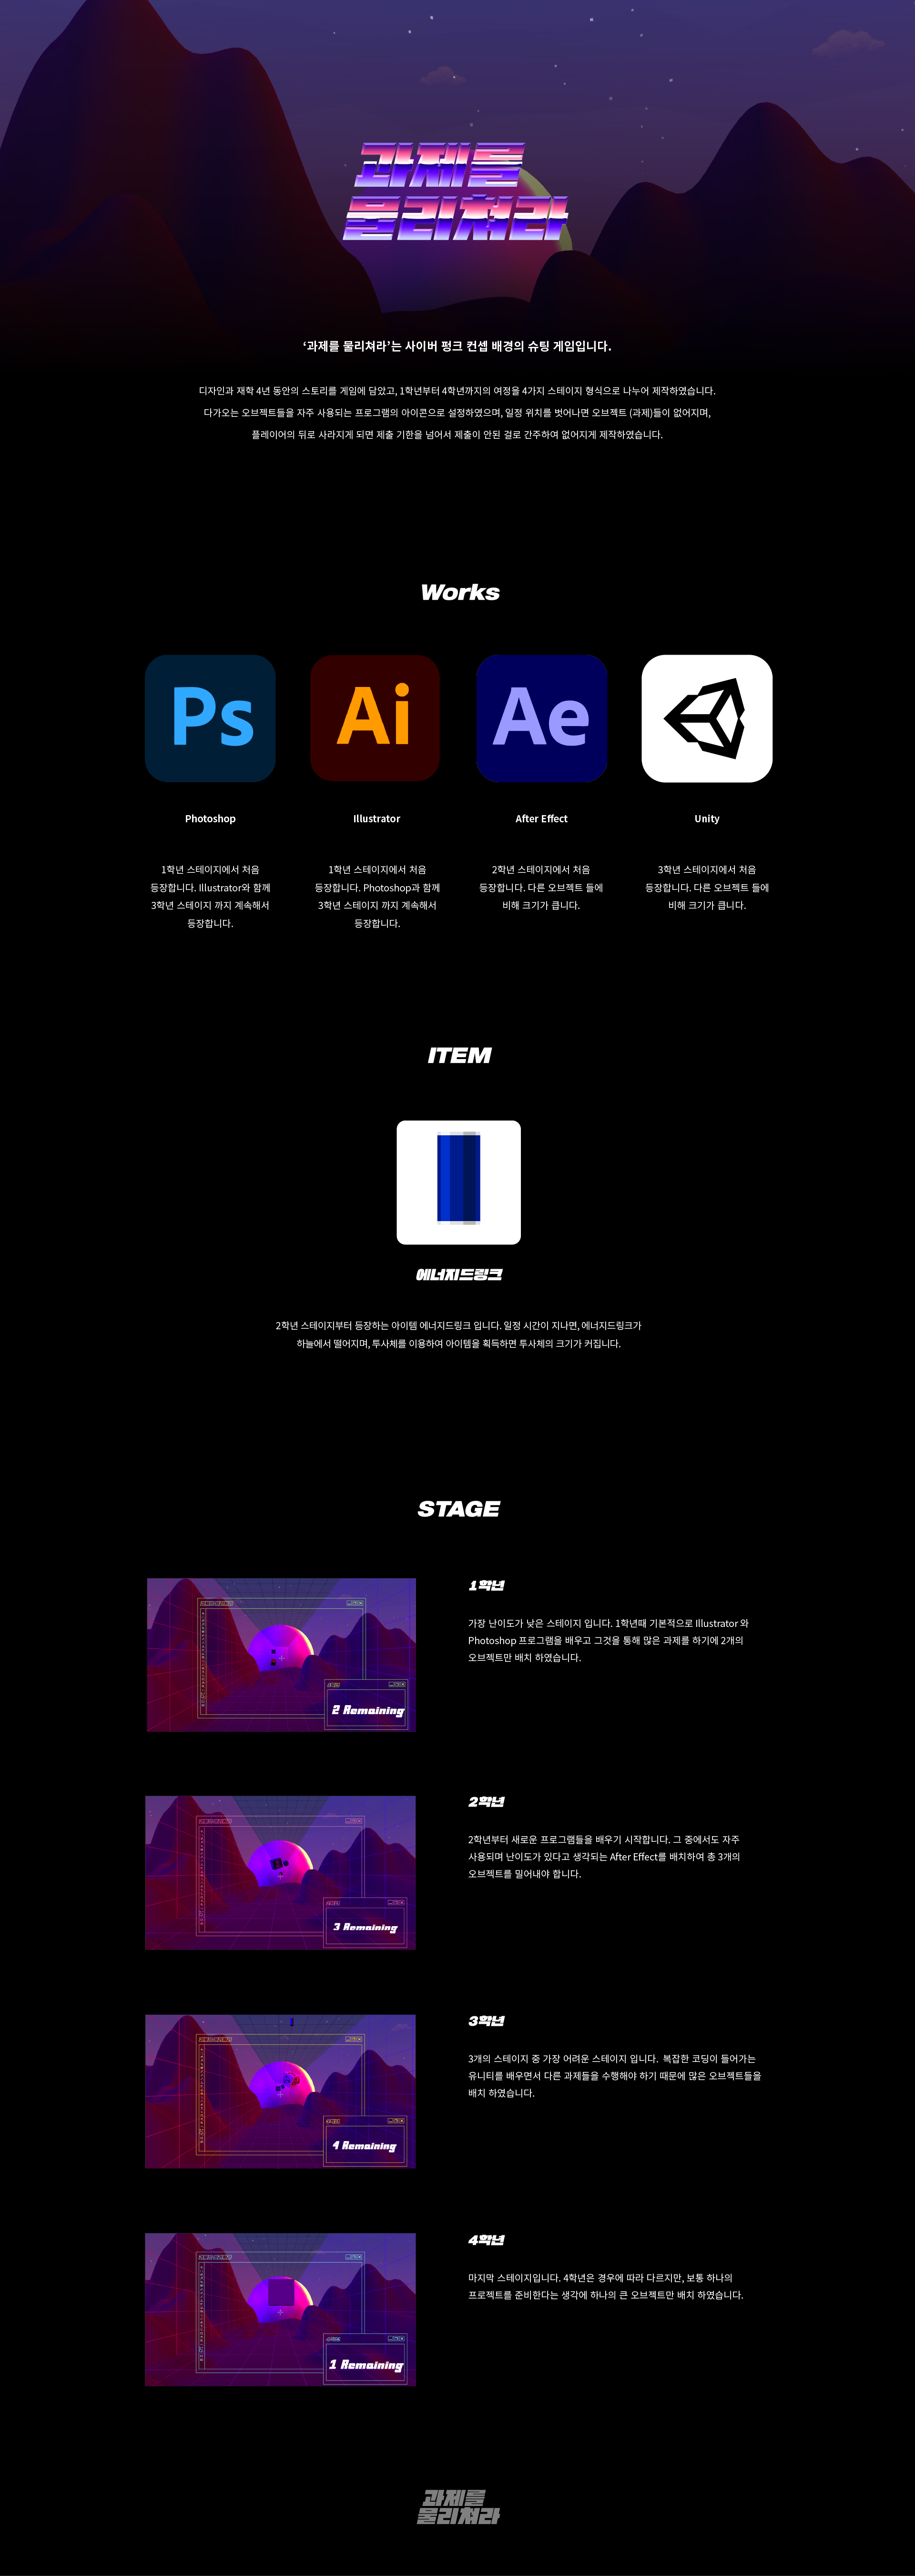 과제를
물리쳐라
‘과제를 물리쳐라’는 사이버 펑크 컨셉 배경의 슈팅 게임입니다.
디자인과 재학 4년 동안의 스토리를 게임에 담았고, 1학년부터 4학년까지의 여정을 4가지 스테이지 형식으로 나누어 제작하였습니다.
다가오는 오브젝트들을 자주 사용되는 프로그램의 아이콘으로 설정하였으며, 일정 위치를 벗어나면 오브젝트 (과제)들이 없어지며,
플레이어의 뒤로 사라지게 되면 제출 기한을 넘어서 제출이 안된 걸로 간주하여 없어지게 제작하였습니다.
Works
Ps
Ai
Ae
Photoshop
Illustrator
After Effect
Unity
1학년 스테이지에서 처음
등장합니다. Illustrator와 함께
3학년 스테이지 까지 계속해서
등장합니다.
1학년 스테이지에서 처음
등장합니다. Photoshop과 함께
3학년 스테이지 까지 계속해서
등장합니다.
2학년 스테이지에서 처음
등장합니다. 다른 오브젝트 들에
비해 크기가 큽니다.
3학년 스테이지에서 처음
등장합니다. 다른 오브젝트 들에
비해 크기가 큽니다.
ITEM
에너지드링크
2학년 스테이지부터 등장하는 아이템 에너지드링크 입니다. 일정 시간이 지나면, 에너지드링크가
하늘에서 떨어지며, 투사체를 이용하여 아이템을 획득하면 투사체의 크기가 커집니다.
STAGE
2 Remaining
1학년
가장 난이도가 낮은 스테이지 입니다. 1학년때 기본적으로 Illustrator 와
Photoshop 프로그램을 배우고 그것을 통해 많은 과제를 하기에 2개의
오브젝트만 배치 하였습니다.
3 Remaining
2학년
2학년부터 새로운 프로그램들을 배우기 시작합니다. 그 중에서도 자주
사용되며 난이도가 있다고 생각되는 After Effect를 배치하여 총 3개의
오브젝트를 밀어내야 합니다.
4 Remaining
3학년
3개의 스테이지 중 가장 어려운 스테이지 입니다. 복잡한 코딩이 들어가는
유니티를 배우면서 다른 과제들을 수행해야 하기 때문에 많은 오브젝트들을
배치 하였습니다.
1 Remaining
4학년
마지막 스테이지입니다. 4학년은 경우에 따라 다르지만, 보통 하나의
프로젝트를 준비한다는 생각에 하나의 큰 오브젝트만 배치 하였습니다.
과제를
물리쳐라